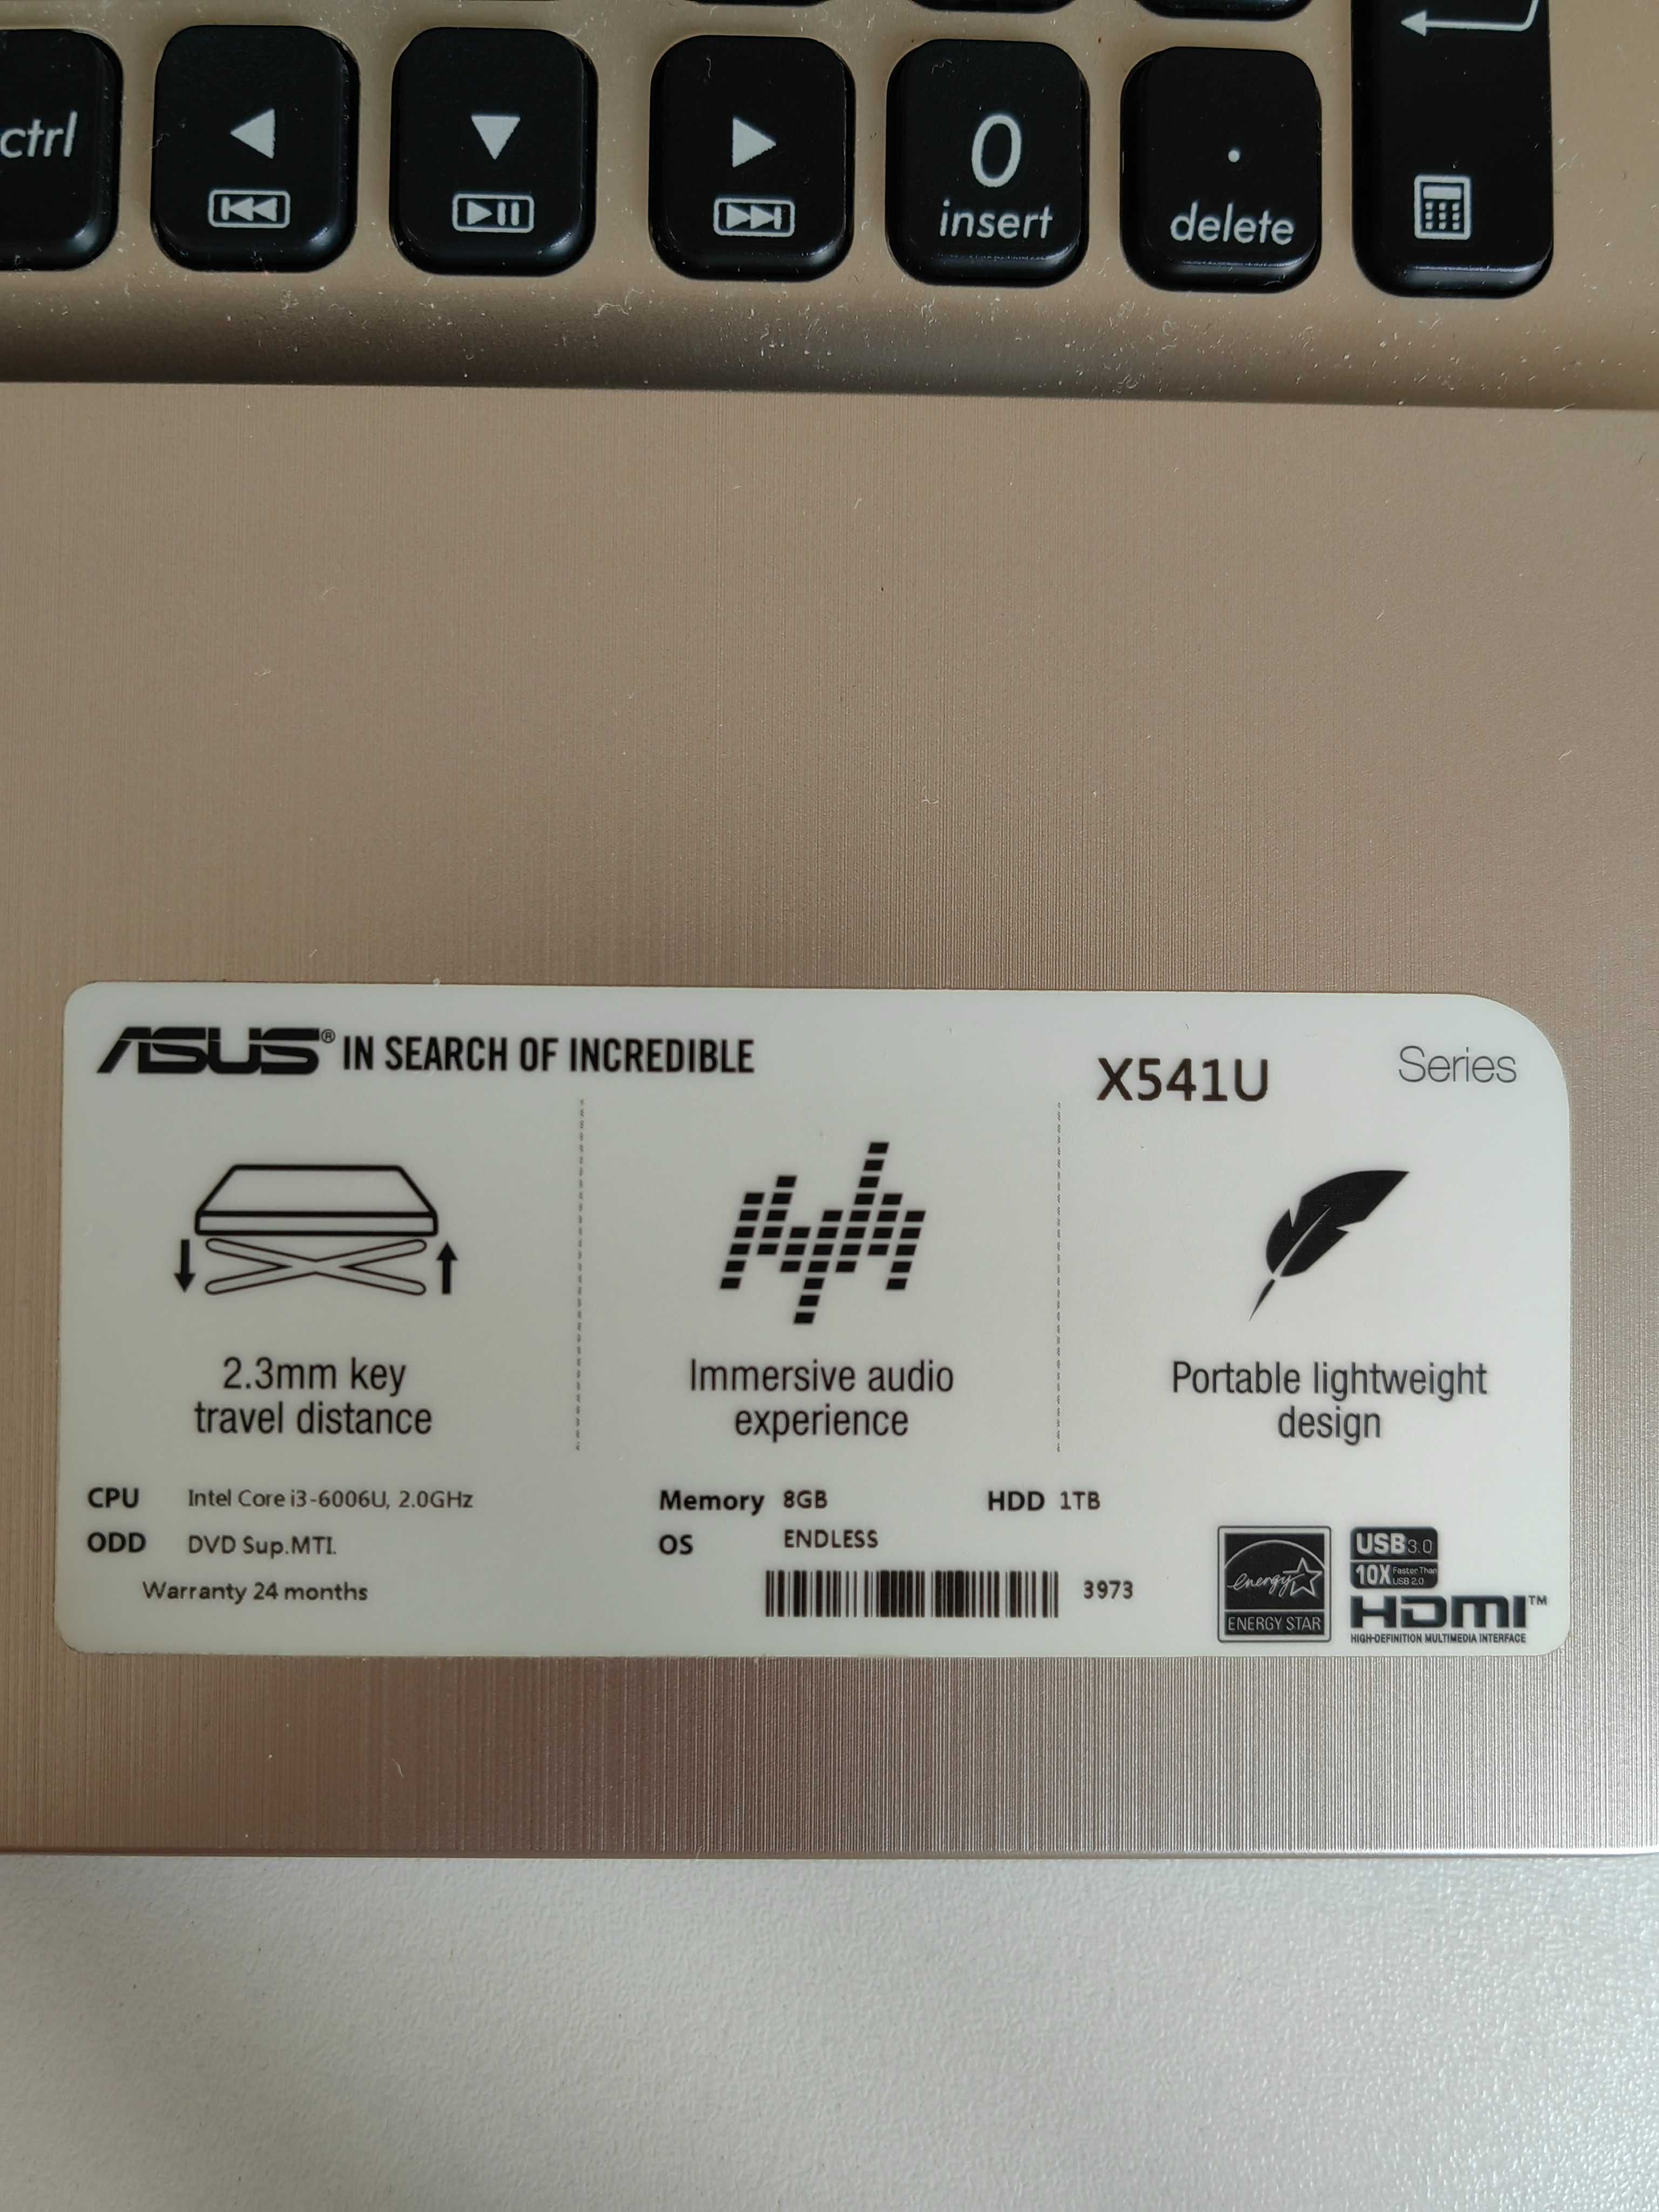 ctrl
0
insert
.
delete
ASUS® IN SEARCH OF INCREDIBLE
X541U
Series
2.3mm key
travel distance
Immersive audio
experience
Portable lightweight
design
CPU Intel Core i3-6006U, 2.0GHz
Memory 8GB
HDD 1TB
ODD DVD Sup.MTI.
OS ENDLESS
Warranty 24 months
3973
energy
ENERGY STAR
USB 3.0
10X Faster Than
USB 2.0
HDMI™
HIGH-DEFINITION MULTIMEDIA INTERFACE